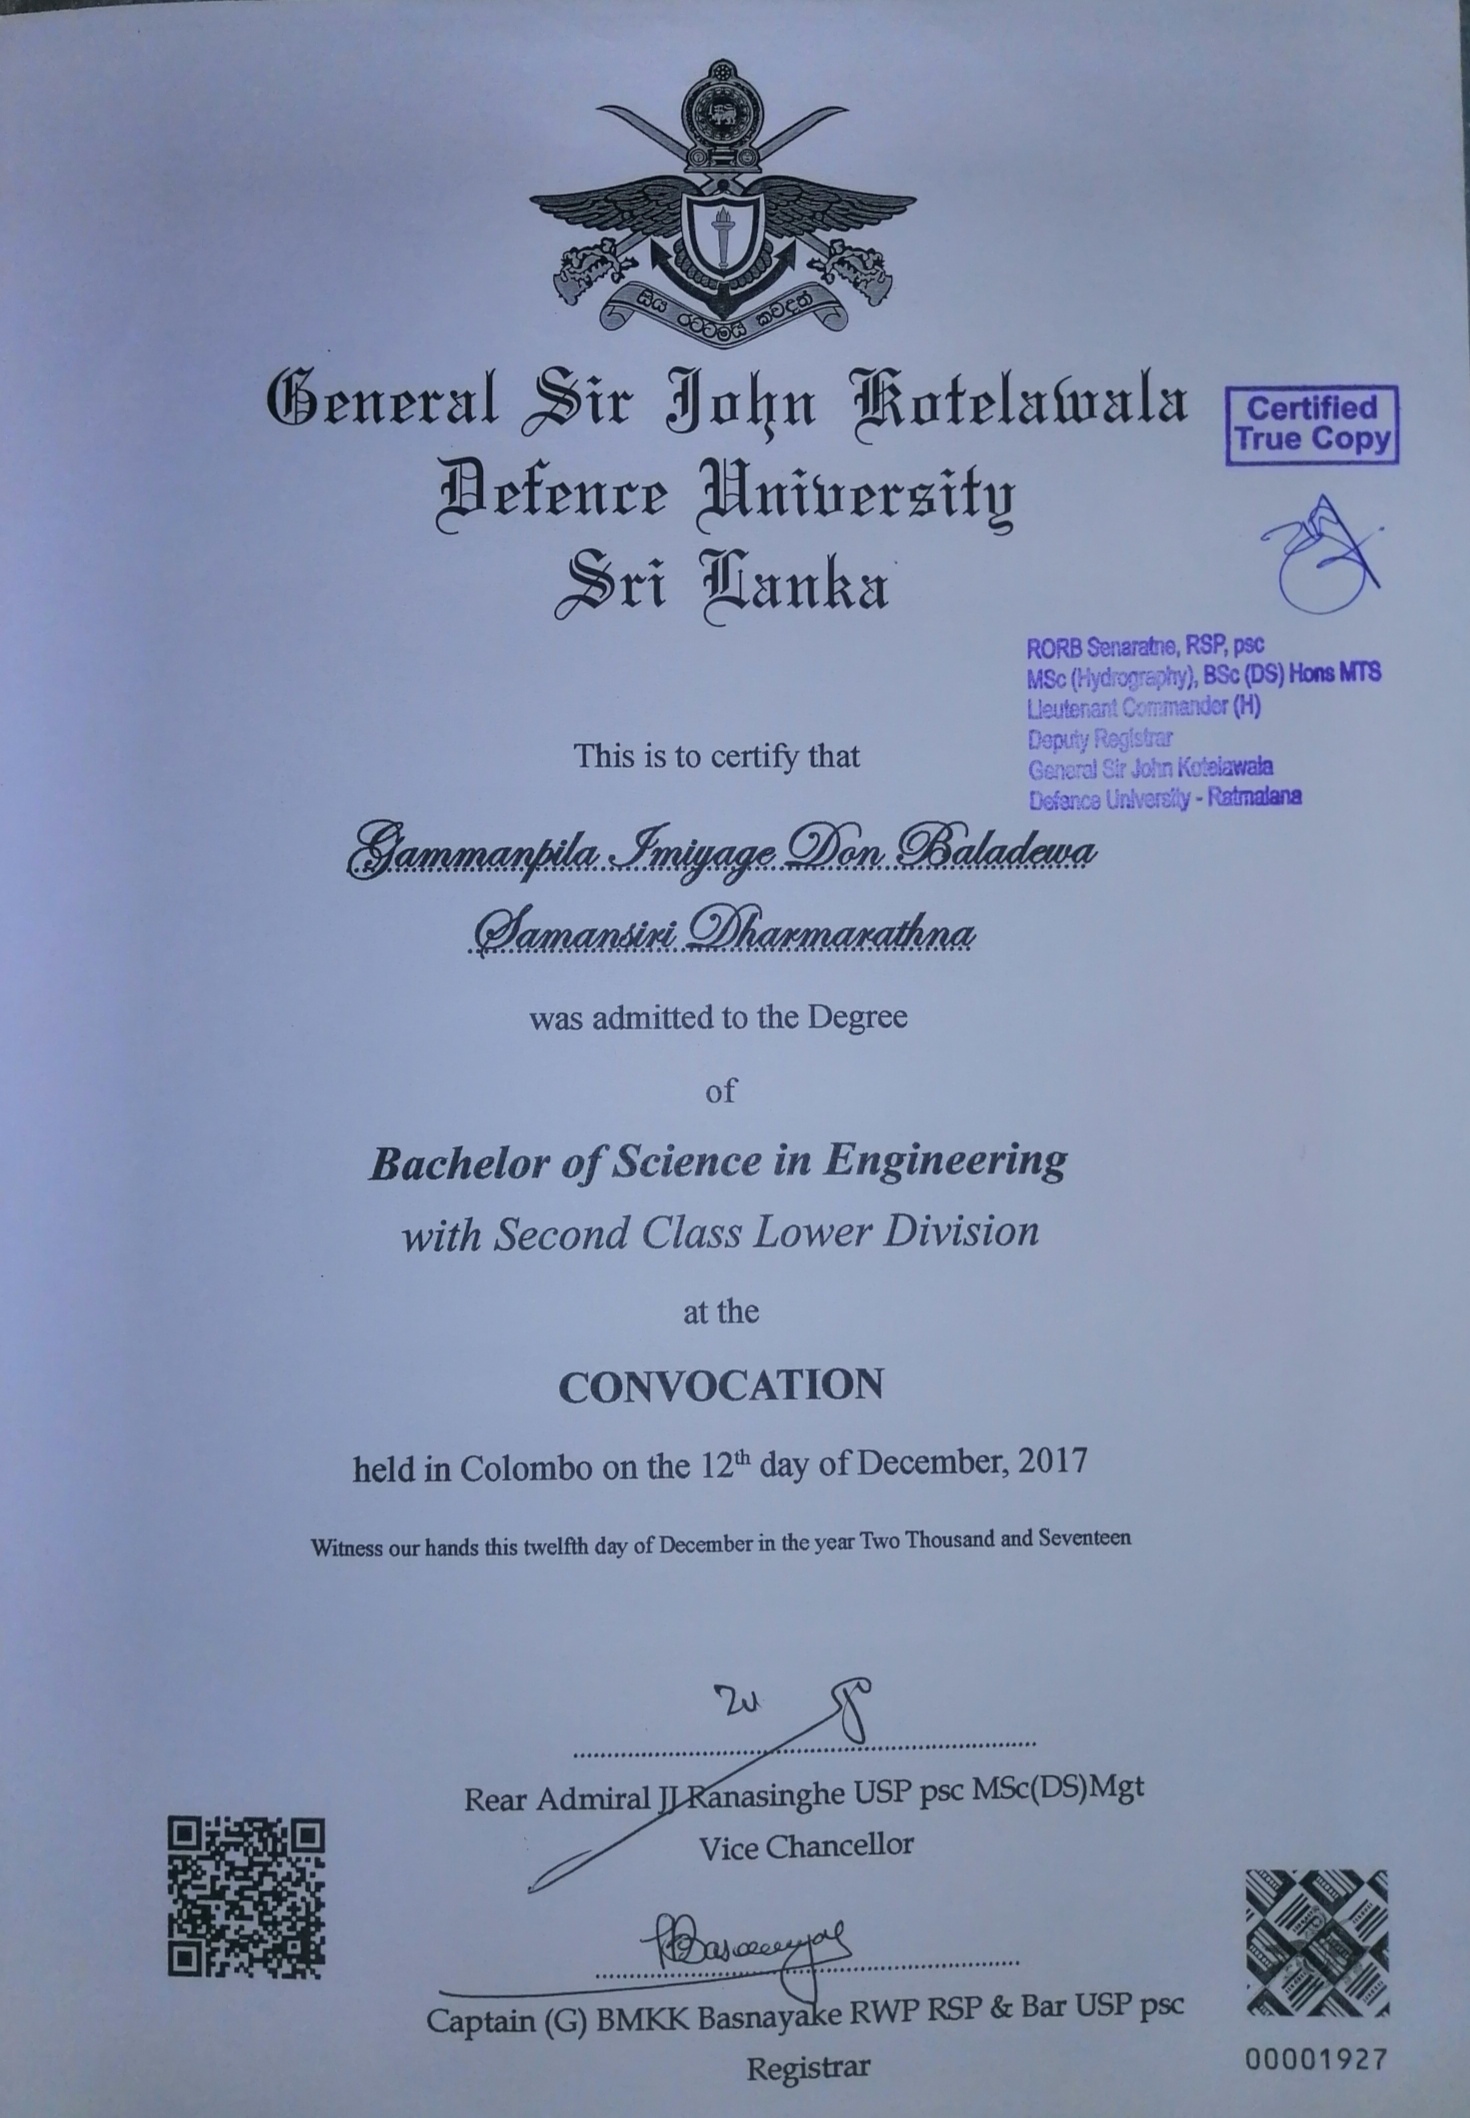 සිය රටටමයි කවදත්
General Sir John Kotelawala
Defence University
Sri Lanka
Certified
True Copy
RORB Senaratne, RSP, psc
MSc (Hydrography), BSc (DS) Hons MTS
Lieutenant Commander (H)
Deputy Registrar
General Sir John Kotelawala
Defence University - Ratmalana
This is to certify that
Gammanpila Imiyage Don Baladewa
Samansiri Dharmarathna
was admitted to the Degree
of
Bachelor of Science in Engineering
with Second Class Lower Division
at the
CONVOCATION
held in Colombo on the 12th day of December, 2017
Witness our hands this twelfth day of December in the year Two Thousand and Seventeen
Rear Admiral JJ Ranasinghe USP psc MSc(DS)Mgt
Vice Chancellor
Captain (G) BMKK Basnayake RWP RSP & Bar USP psc
Registrar
00001927